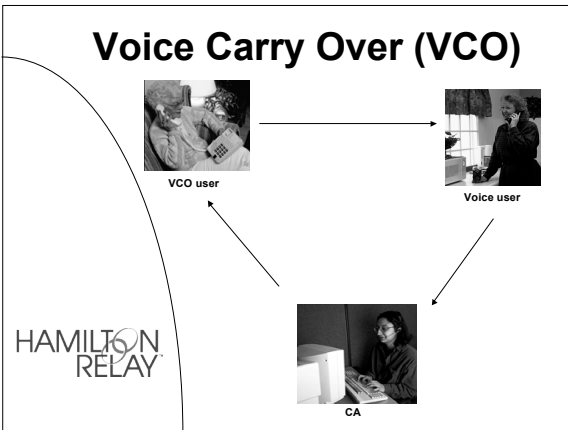 Voice Carry Over (VCO)
VCO user
Voice user
HAMILTON
RELAY
CA